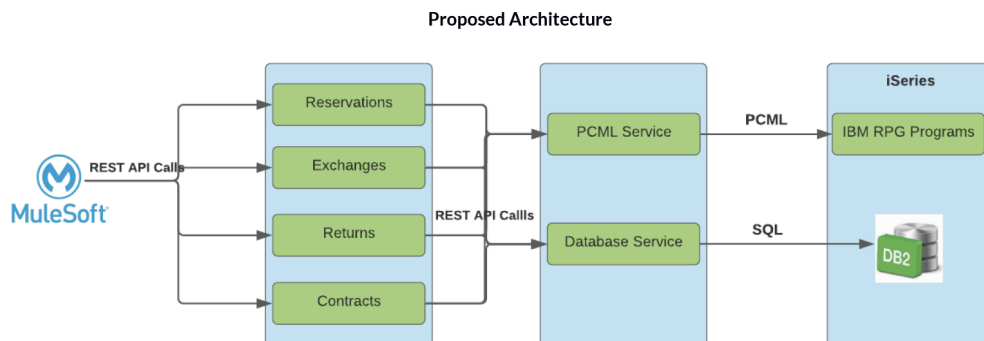 Proposed Architecture
iSeries
Reservations
PCML Service
PCML
IBM RPG Programs
REST API Calls
Exchanges
MuleSoft
Returns
REST API Callls
Database Service
SQL
DB2
Contracts